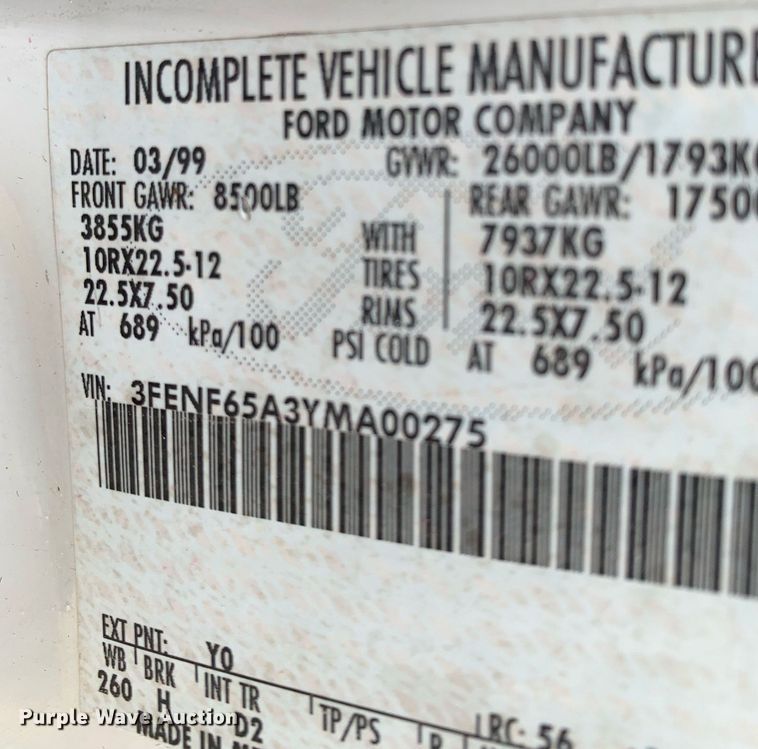 INCOMPLETE VEHICLE MANUFACTURE
FORD MOTOR COMPANY
DATE: 03/99 GVWR: 26000LB/1793K
FRONT GAWR: 8500LB REAR GAWR: 1750
3855KG WITH 7937KG
10RX22.5-12 TIRES 10RX22.5-12
22.5X7.50 RIMS 22.5X7.50
AT 689 kPa/100 PSI COLD AT 689 kPa/100
VIN: 3FENF65A3YMA00275
EXT PNT: YO
WB BRK INT TR TP/PS R
260 H D2 RC: 56
MADE IN
Purple Wave Auction